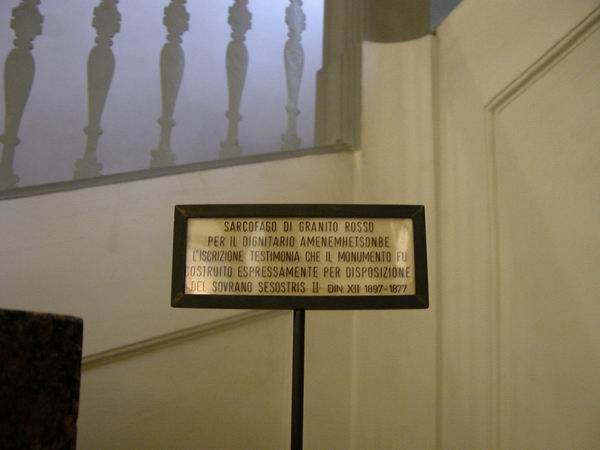 SARCOFAGO DI GRANITO ROSSO
PER IL DIGNITARIO AMENEMHETSONBE
L'ISCRIZIONE TESTIMONIA CHE IL MONUMENTO FU
COSTRUITO ESPRESSAMENTE PER DISPOSIZIONE
DEL SOVRANO SESOSTRIS II DIN. XII 1897-1877